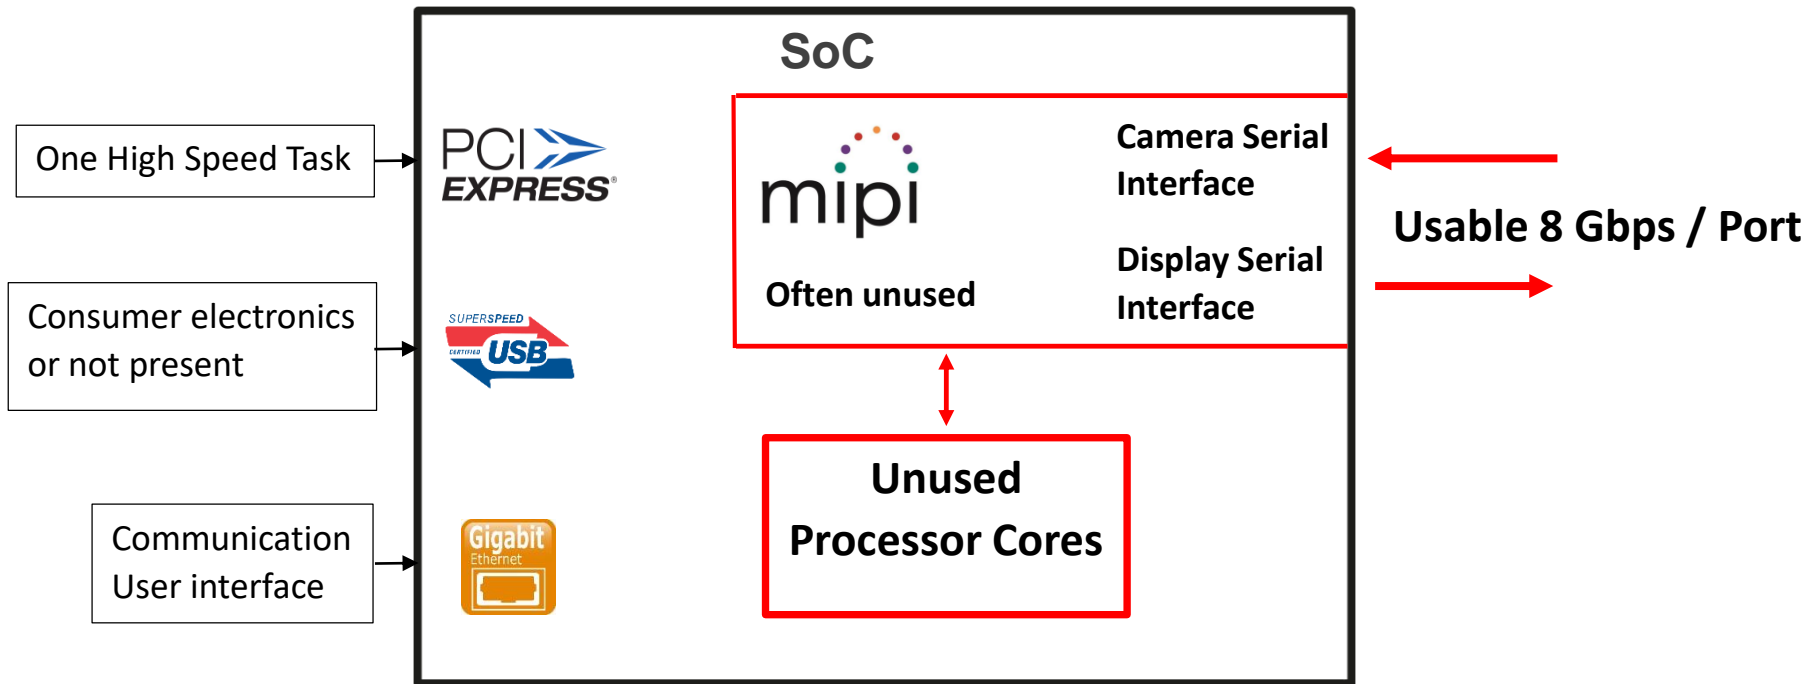 SoC
One High Speed Task
PCI
EXPRESS®
mipi
Often unused
Camera Serial
Interface
Display Serial
Interface
Usable 8 Gbps / Port
Consumer electronics
or not present
SUPERSPEED
CERTIFIED USB
Unused
Processor Cores
Communication
User interface
Gigabit
Ethernet